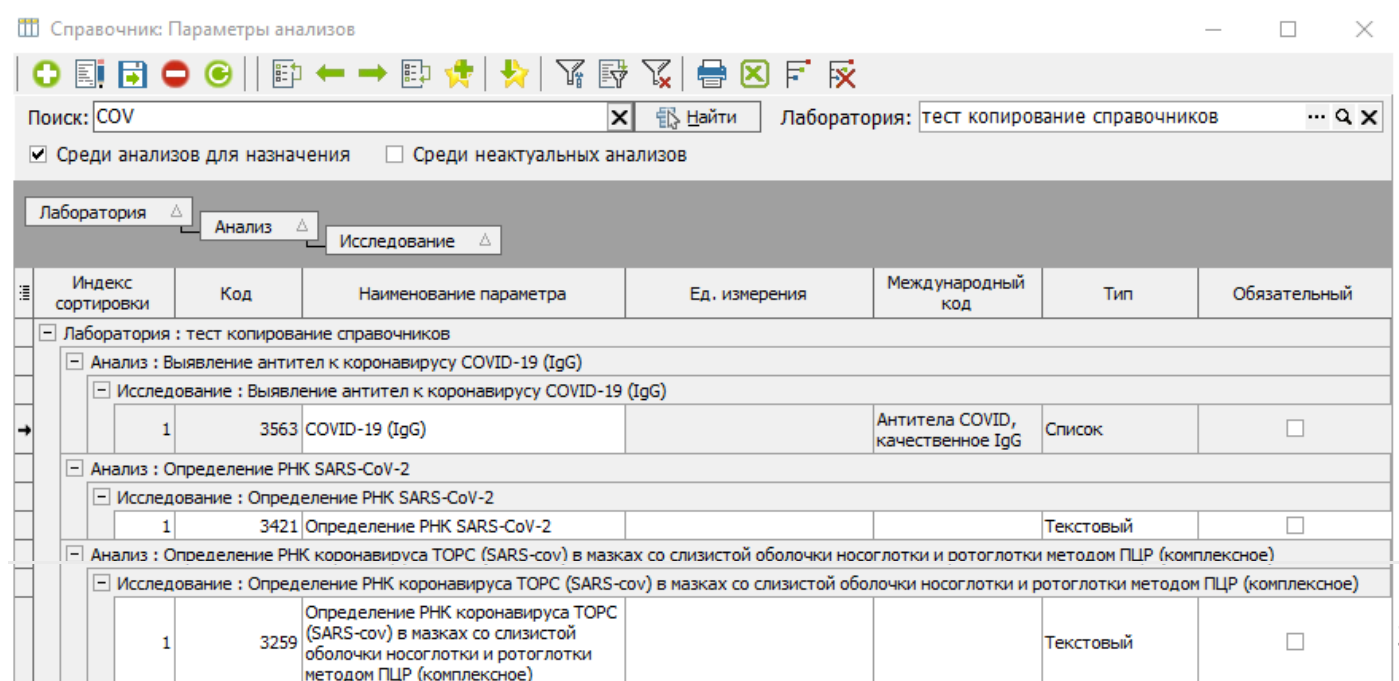 Справочник: Параметры анализов
Поиск: COV Найти Лаборатория: тест копирование справочников
Среди анализов для назначения Среди неактуальных анализов
Лаборатория
Анализ
Исследование
Индекс сортировки Код Наименование параметра Ед. измерения Международный код Тип Обязательный
Лаборатория : тест копирование справочников
Анализ : Выявление антител к коронавирусу COVID-19 (IgG)
Исследование : Выявление антител к коронавирусу COVID-19 (IgG)
1 3563 COVID-19 (IgG) Антитела COVID, качественное IgG Список
Анализ : Определение РНК SARS-CoV-2
Исследование : Определение РНК SARS-CoV-2
1 3421 Определение РНК SARS-CoV-2 Текстовый
Анализ : Определение РНК коронавируса ТОРС (SARS-cov) в мазках со слизистой оболочки носоглотки и ротоглотки методом ПЦР (комплексное)
Исследование : Определение РНК коронавируса ТОРС (SARS-cov) в мазках со слизистой оболочки носоглотки и ротоглотки методом ПЦР (комплексное)
1 3259 Определение РНК коронавируса ТОРС
(SARS-cov) в мазках со слизистой
оболочки носоглотки и ротоглотки
методом ПЦР (комплексное) Текстовый